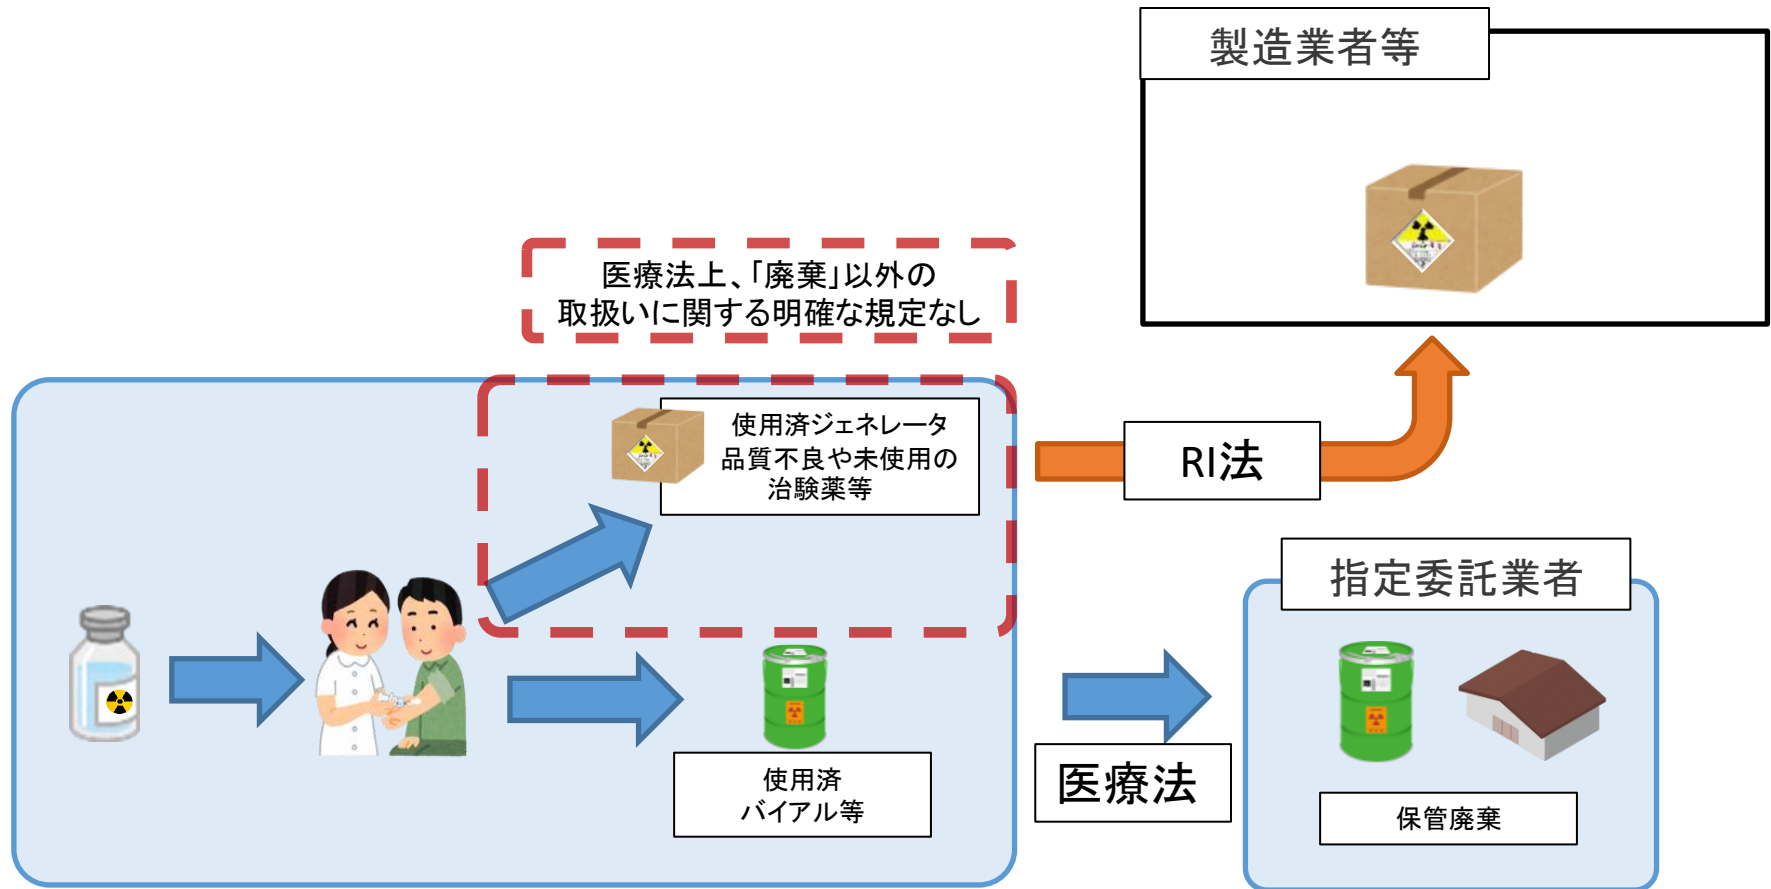 製造業者等
医療法上、「廃棄」以外の
取扱いに関する明確な規定なし
使用済ジェネレータ
品質不良や未使用の
治験薬等
RI法
指定委託業者
使用済
バイアル等
医療法
保管廃棄